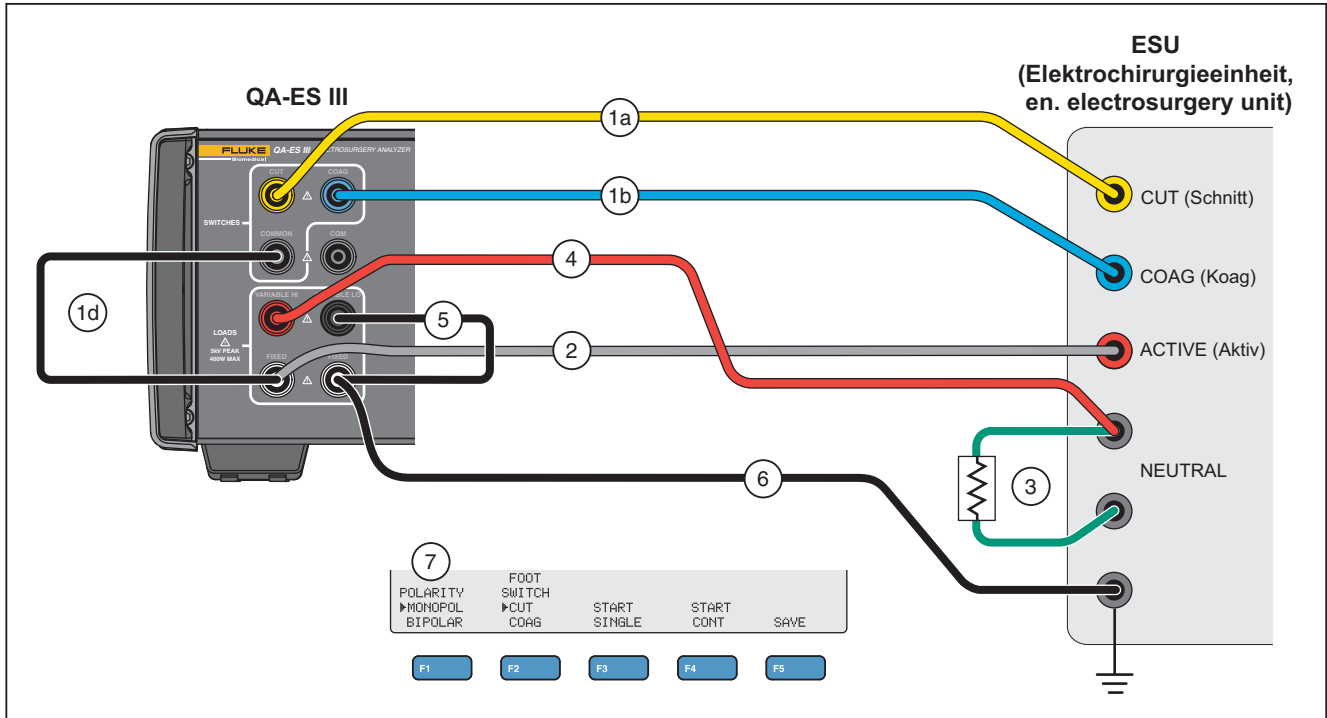 ESU
(Elektrochirurgieeinheit,
en. electrosurgery unit)
QA-ES III
1a
FLUKE
Biomedical
QA-ES III
ECTROSURGERY ANALYZER
CUT
COAG
1b
CUT (Schnitt)
SWITCHES
COMMON
CQM
4
COAG (Koag)
1d
VARIABLE HI
BLE LO
5
LOADS
5kV PEAK
400W MAX
2
ACTIVE (Aktiv)
FIXED
FIXED
3
NEUTRAL
6
7
POLARITY
▶MONOPOL
BIPOLAR
FOOT
SWITCH
▶CUT
COAG
START
SINGLE
START
CONT
SAVE
F1
F2
F3
F4
F5